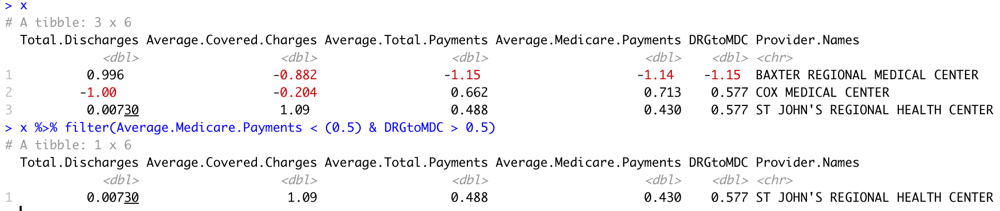 > x
# A tibble: 3 x 6
  Total.Discharges Average.Covered.Charges Average.Total.Payments Average.Medicare.Payments DRGtoMDC Provider.Names
             <dbl>                   <dbl>                  <dbl>                     <dbl>    <dbl> <chr>
1          0.996                    -0.882                 -1.15                     -1.14    -1.15  BAXTER REGIONAL MEDICAL CENTER
2         -1.00                     -0.204                  0.662                     0.713    0.577 COX MEDICAL CENTER
3          0.00730                   1.09                   0.488                     0.430    0.577 ST JOHN'S REGIONAL HEALTH CENTER
> x %>% filter(Average.Medicare.Payments < (0.5) & DRGtoMDC > 0.5)
# A tibble: 1 x 6
  Total.Discharges Average.Covered.Charges Average.Total.Payments Average.Medicare.Payments DRGtoMDC Provider.Names
             <dbl>                   <dbl>                  <dbl>                     <dbl>    <dbl> <chr>
1          0.00730                    1.09                  0.488                     0.430    0.577 ST JOHN'S REGIONAL HEALTH CENTER